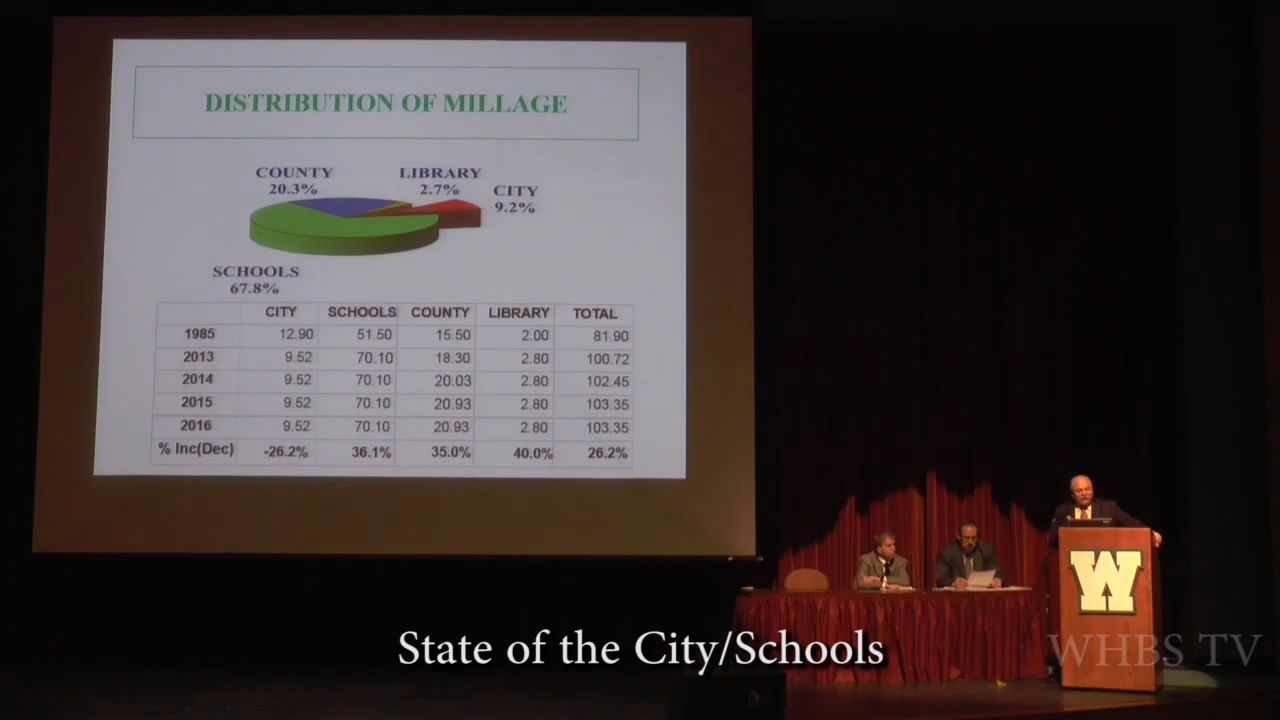 DISTRIBUTION OF MILLAGE
COUNTY
20.3%
LIBRARY
2.7%
CITY
9.2%
SCHOOLS
67.8%
CITY SCHOOLS COUNTY LIBRARY TOTAL
1985 12.90 51.50 15.50 2.00 81.90
2013 9.52 70.10 18.30 2.80 100.72
2014 9.52 70.10 20.03 2.80 102.45
2015 9.52 70.10 20.93 2.80 103.35
2016 9.52 70.10 20.93 2.80 103.35
% Inc(Dec) -26.2% 36.1% 35.0% 40.0% 26.2%
W
State of the City/Schools
WHBS TV